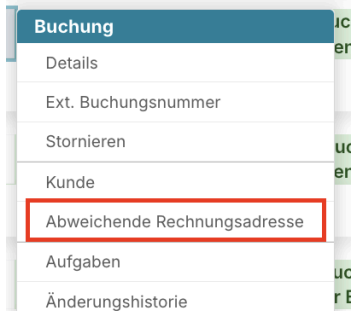 Buchung
Details
Ext. Buchungsnummer
Stornieren
Kunde
Abweichende Rechnungsadresse
Aufgaben
Änderungshistorie